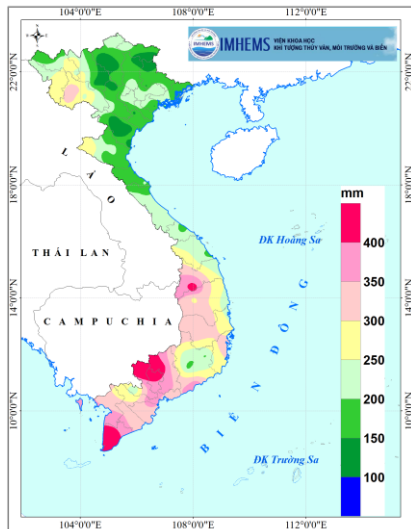 104°0'0"E 108°0'0"E 112°0'0"E
IMHEMS
VIỆN KHOA HỌC
KHÍ TƯỢNG THỦY VĂN, MÔI TRƯỜNG VÀ BIỂN
22°0'0"N
18°0'0"N
14°0'0"N
10°0'0"N
LÀO
THÁI LAN
CAMPUCHIA
ĐK Hoàng Sa
BIỂN ĐÔNG
ĐK Trường Sa
mm
400
350
300
250
200
150
100
104°0'0"E 108°0'0"E 112°0'0"E